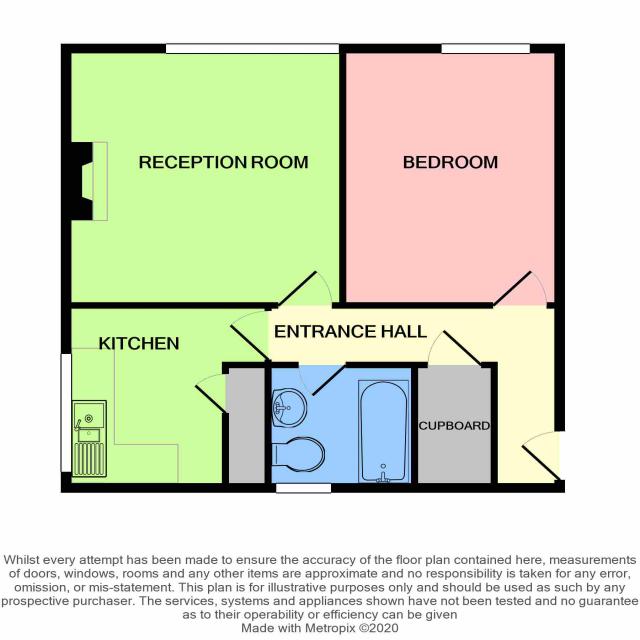 RECEPTION ROOM
BEDROOM
ENTRANCE HALL
KITCHEN
CUPBOARD
Whilst every attempt has been made to ensure the accuracy of the floor plan contained here, measurements
of doors, windows, rooms and any other items are approximate and no responsibility is taken for any error,
omission, or mis-statement. This plan is for illustrative purposes only and should be used as such by any
prospective purchaser. The services, systems and appliances shown have not been tested and no guarantee
as to their operability or efficiency can be given
Made with Metropix ©2020